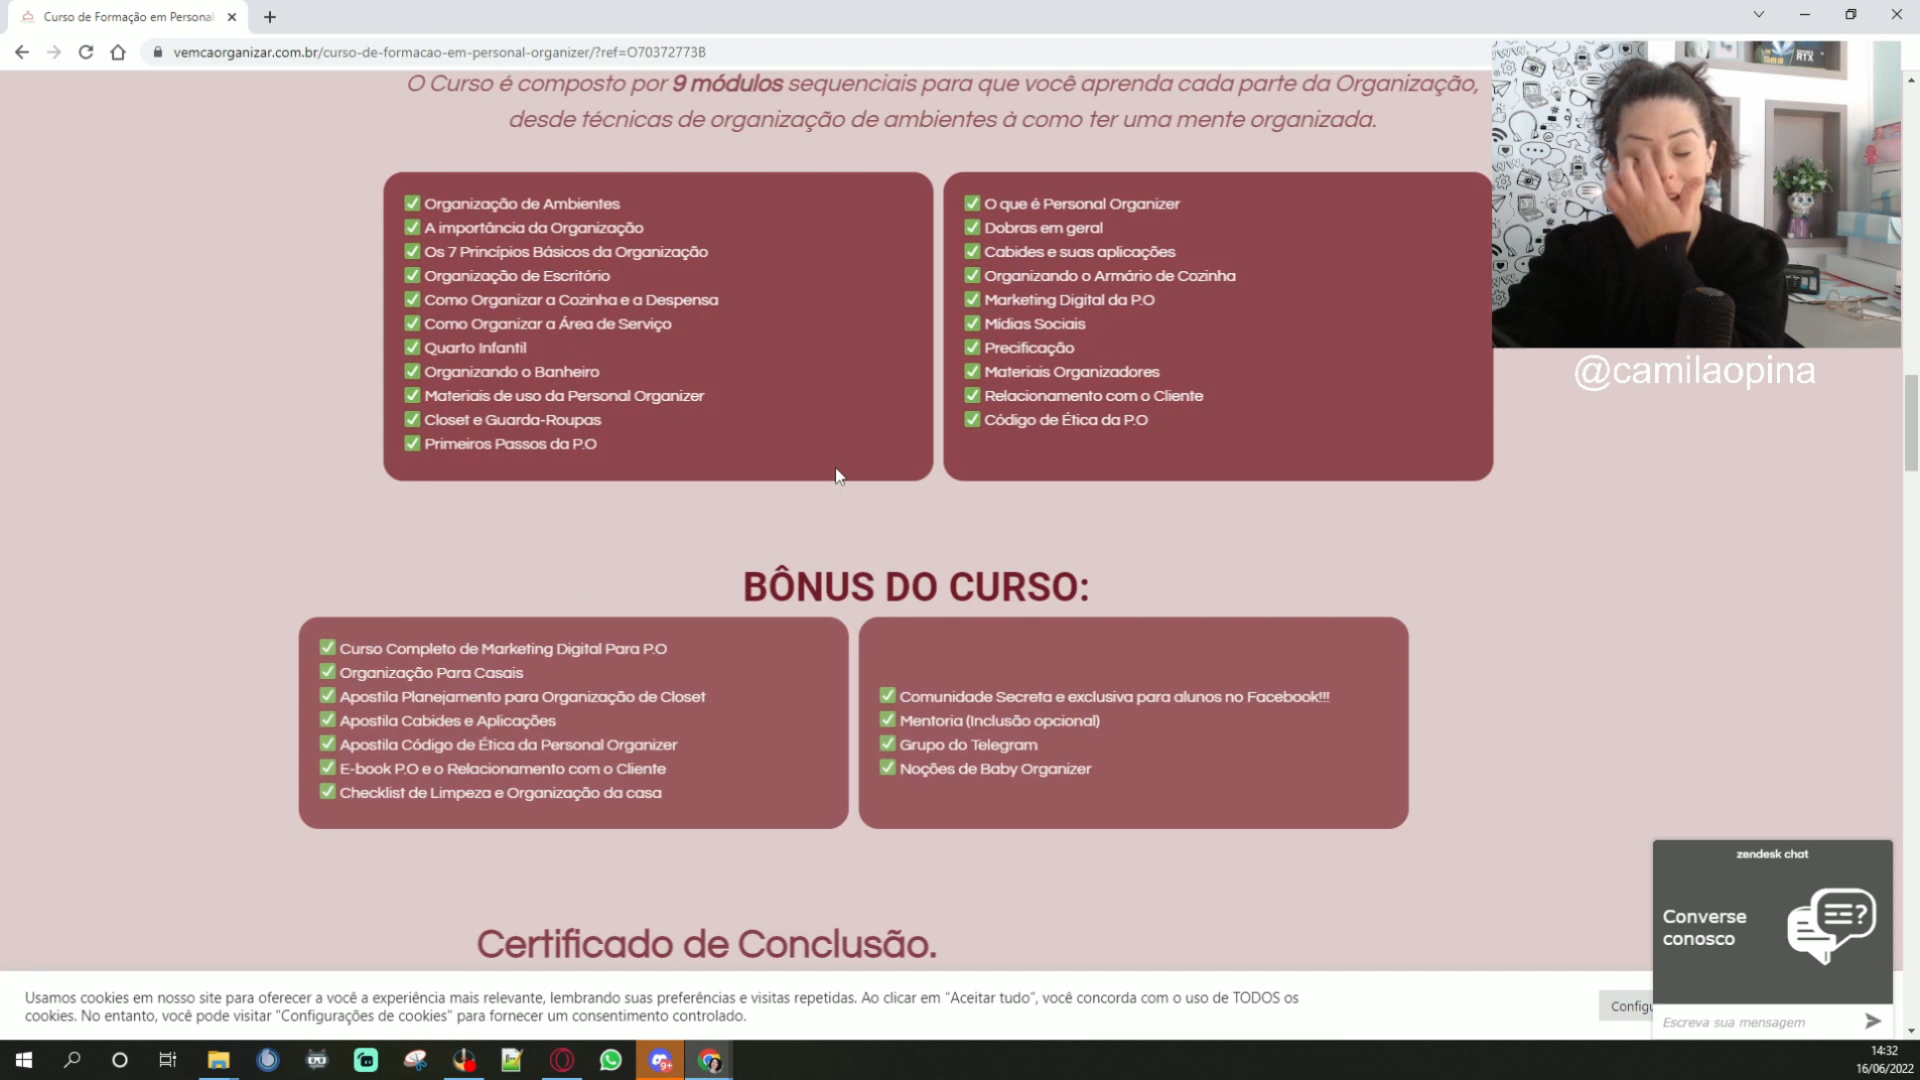 Curso de Formação em Personal
vemcaorganizar.com.br/curso-de-formacao-em-personal-organizer/?ref=O70372773B
O Curso é composto por 9 módulos sequenciais para que você aprenda cada parte da Organização,
desde técnicas de organização de ambientes à como ter uma mente organizada.
Organização de Ambientes
A importância da Organização
Os 7 Princípios Básicos da Organização
Organização de Escritório
Como Organizar a Cozinha e a Despensa
Como Organizar a Área de Serviço
Quarto Infantil
Organizando o Banheiro
Materiais de uso da Personal Organizer
Closet e Guarda-Roupas
Primeiros Passos da P.O
O que é Personal Organizer
Dobras em geral
Cabides e suas aplicações
Organizando o Armário de Cozinha
Marketing Digital da P.O
Mídias Sociais
Precificação
Materiais Organizadores
Relacionamento com o Cliente
Código de Ética da P.O
RTX
@camilaopina
BÔNUS DO CURSO:
Curso Completo de Marketing Digital Para P.O
Organização Para Casais
Apostila Planejamento para Organização de Closet
Apostila Cabides e Aplicações
Apostila Código de Ética da Personal Organizer
E-book P.O e o Relacionamento com o Cliente
Checklist de Limpeza e Organização da casa
Comunidade Secreta e exclusiva para alunos no Facebook!!!
Mentoria (Inclusão opcional)
Grupo do Telegram
Noções de Baby Organizer
Certificado de Conclusão.
zendesk chat
Converse
conosco
Escreva sua mensagem
Usamos cookies em nosso site para oferecer a você a experiência mais relevante, lembrando suas preferências e visitas repetidas. Ao clicar em "Aceitar tudo", você concorda com o uso de TODOS os
cookies. No entanto, você pode visitar "Configurações de cookies" para fornecer um consentimento controlado.
Configu
9+
14:32
16/06/2022